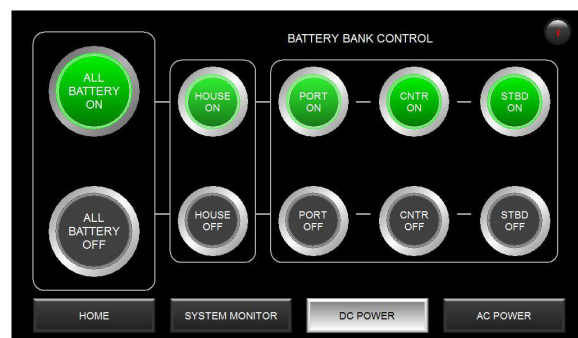 BATTERY BANK CONTROL
ALL
BATTERY
ON
HOUSE
ON
PORT
ON
CNTR
ON
STBD
ON
ALL
BATTERY
OFF
HOUSE
OFF
PORT
OFF
CNTR
OFF
STBD
OFF
HOME
SYSTEM MONITOR
DC POWER
AC POWER